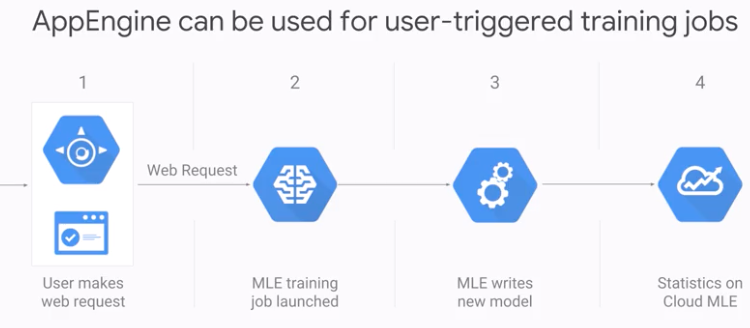 AppEngine can be used for user-triggered training jobs
1
2
3
4
Web Request
User makes
web request
MLE training
job launched
MLE writes
new model
Statistics on
Cloud MLE